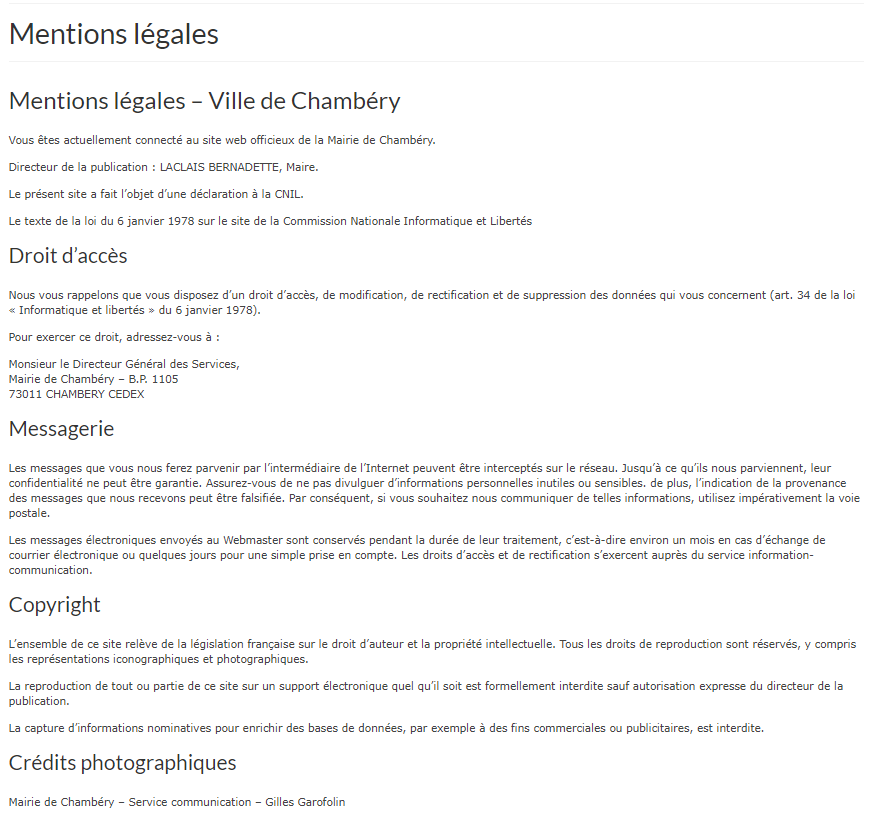 Mentions légales
Mentions légales – Ville de Chambéry
Vous êtes actuellement connecté au site web officieux de la Mairie de Chambéry.
Directeur de la publication : LACLAIS BERNADETTE, Maire.
Le présent site a fait l’objet d’une déclaration à la CNIL.
Le texte de la loi du 6 janvier 1978 sur le site de la Commission Nationale Informatique et Libertés
Droit d’accès
Nous vous rappelons que vous disposez d’un droit d’accès, de modification, de rectification et de suppression des données qui vous concernent (art. 34 de la loi
« Informatique et libertés » du 6 janvier 1978).
Pour exercer ce droit, adressez-vous à :
Monsieur le Directeur Général des Services,
Mairie de Chambéry – B.P. 1105
73011 CHAMBERY CEDEX
Messagerie
Les messages que vous nous ferez parvenir par l’intermédiaire de l’Internet peuvent être interceptés sur le réseau. Jusqu’à ce qu’ils nous parviennent, leur
confidentialité ne peut être garantie. Assurez-vous de ne pas divulguer d’informations personnelles inutiles ou sensibles. de plus, l’indication de la provenance
des messages que nous recevons peut être falsifiée. Par conséquent, si vous souhaitez nous communiquer de telles informations, utilisez impérativement la voie
postale.
Les messages électroniques envoyés au Webmaster sont conservés pendant la durée de leur traitement, c’est-à-dire environ un mois en cas d’échange de
courrier électronique ou quelques jours pour une simple prise en compte. Les droits d’accès et de rectification s’exercent auprès du service information-
communication.
Copyright
L’ensemble de ce site relève de la législation française sur le droit d’auteur et la propriété intellectuelle. Tous les droits de reproduction sont réservés, y compris
les représentations iconographiques et photographiques.
La reproduction de tout ou partie de ce site sur un support électronique quel qu’il soit est formellement interdite sauf autorisation expresse du directeur de la
publication.
La capture d’informations nominatives pour enrichir des bases de données, par exemple à des fins commerciales ou publicitaires, est interdite.
Crédits photographiques
Mairie de Chambéry – Service communication – Gilles Garofolin